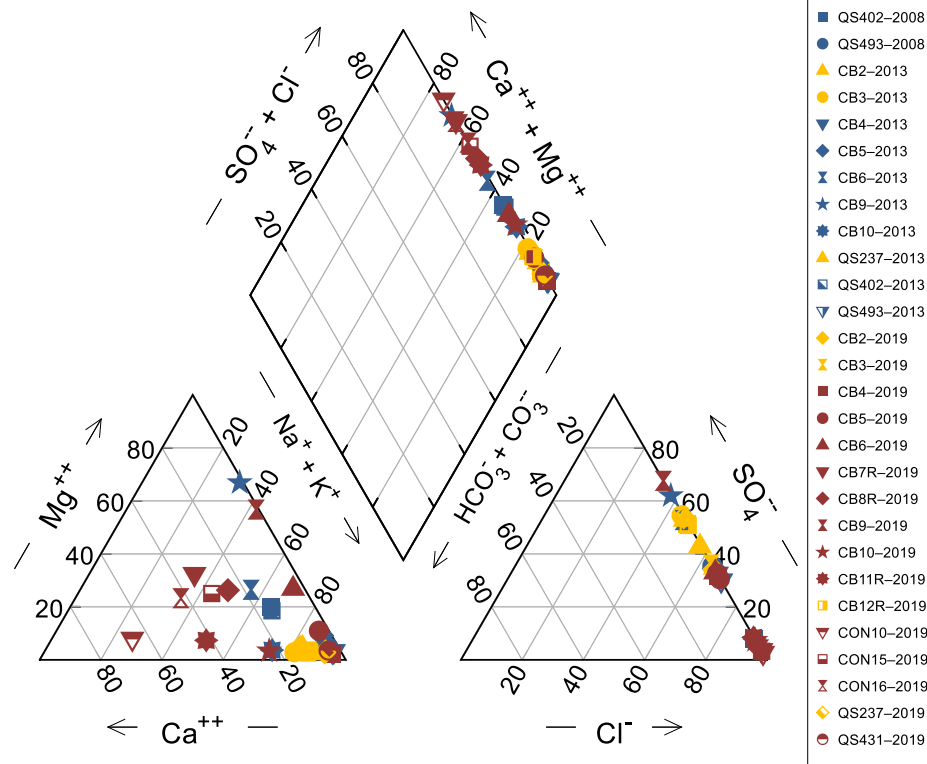 SO₄⁻⁻ + Cl⁻
Ca⁺⁺ + Mg⁺⁺
80
60
40
20
80
60
40
20
Mg⁺⁺
Na⁺ + K⁺
HCO₃⁻ + CO₃⁻⁻
SO₄⁻⁻
80
60
40
20
20
40
60
80
80
60
40
20
Ca⁺⁺
20
40
60
80
80
60
40
20
20
40
60
80
Cl⁻
QS402–2008
QS493–2008
CB2–2013
CB3–2013
CB4–2013
CB5–2013
CB6–2013
CB9–2013
CB10–2013
QS237–2013
QS402–2013
QS493–2013
CB2–2019
CB3–2019
CB4–2019
CB5–2019
CB6–2019
CB7R–2019
CB8R–2019
CB9–2019
CB10–2019
CB11R–2019
CB12R–2019
CON10–2019
CON15–2019
CON16–2019
QS237–2019
QS431–2019